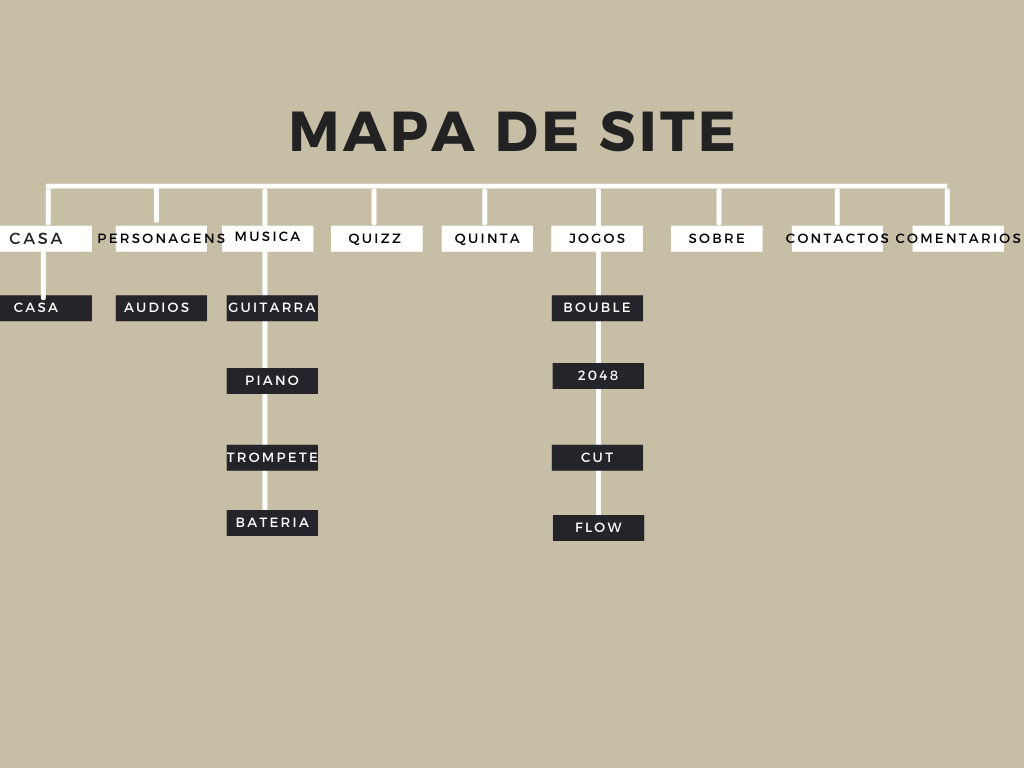 MAPA DE SITE
CASA PERSONAGENS MUSICA QUIZZ QUINTA JOGOS SOBRE CONTACTOS COMENTARIOS
CASA AUDIOS GUITARRA BOUBLE
PIANO 2048
TROMPETE CUT
BATERIA FLOW